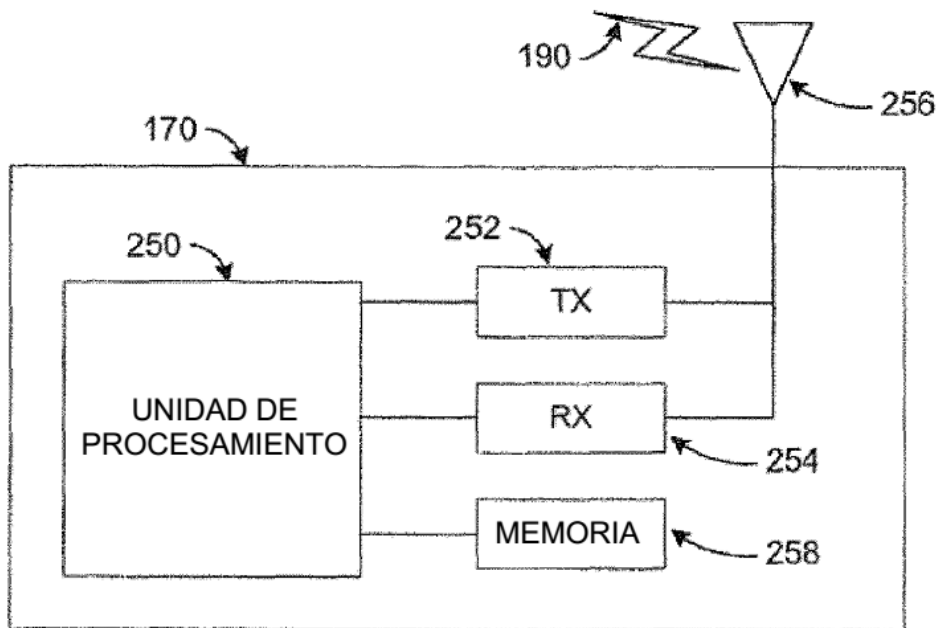 190
256
170
250
252
TX
UNIDAD DE
PROCESAMIENTO
RX
254
MEMORIA
258